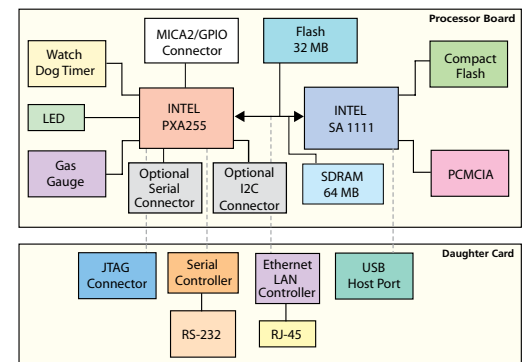 Processor Board
MICA2/GPIO
Connector
Flash
32 MB
Watch
Dog Timer
Compact
Flash
LED
INTEL
PXA255
INTEL
SA 1111
Gas
Gauge
Optional
Serial
Connector
Optional
I2C
Connector
SDRAM
64 MB
PCMCIA
Daughter Card
JTAG
Connector
Serial
Controller
Ethernet
LAN
Controller
USB
Host Port
RS-232
RJ-45